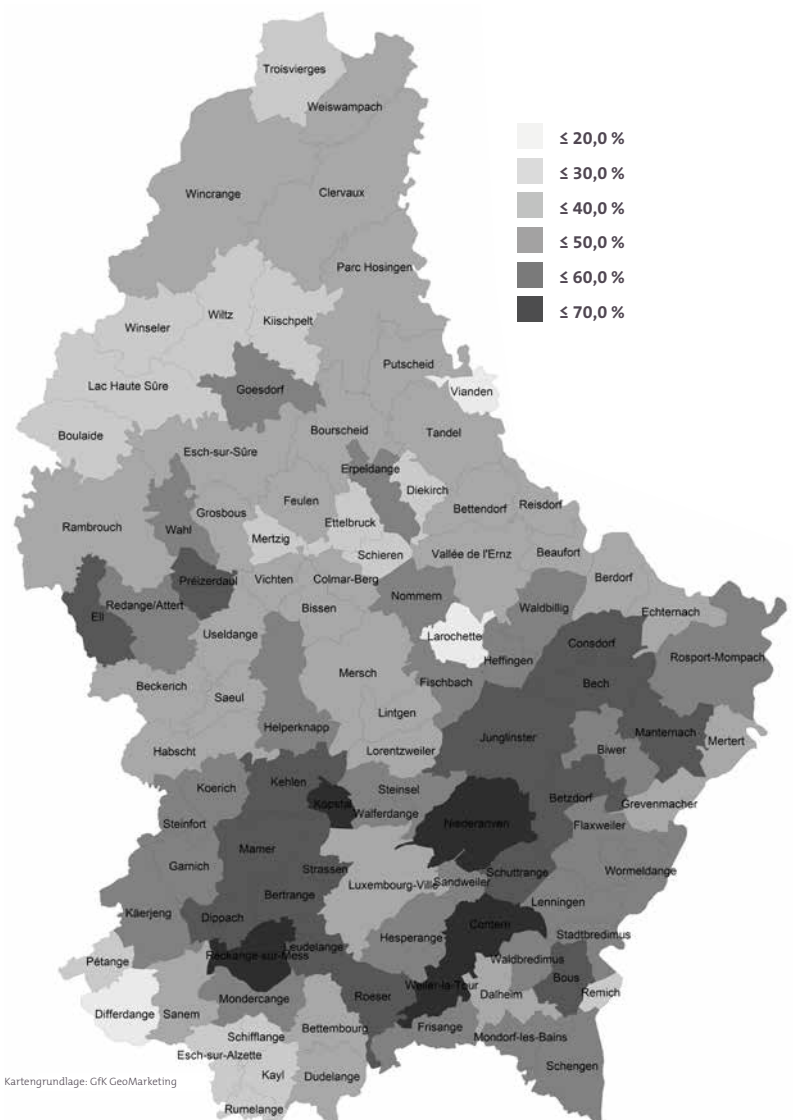 Troisvierges
Weiswampach
≤ 20,0 %
≤ 30,0 %
≤ 40,0 %
≤ 50,0 %
≤ 60,0 %
≤ 70,0 %
Wincrange
Clervaux
Parc Hosingen
Wiltz
Kiischpelt
Winseler
Putscheid
Lac Haute Sûre
Goesdorf
Vianden
Boulaide
Bourscheid
Tandel
Esch-sur-Sûre
Erpeldange
Diekirch
Feulen
Bettendorf
Reisdorf
Grosbous
Ettelbruck
Rambrouch
Wahl
Mertzig
Schieren
Vallée de l'Ernz
Beaufort
Préizerdaul
Vichten
Colmar-Berg
Berdorf
Nommern
Redange/Attert
Bissen
Waldbillig
Echternach
Ell
Useldange
Larochette
Consdorf
Heffingen
Rosport-Mompach
Mersch
Fischbach
Bech
Beckerich
Saeul
Lintgen
Helperknapp
Junglinster
Manternach
Mertert
Habscht
Lorentzweiler
Biwer
Kehlen
Koerich
Steinsel
Betzdorf
Kopstal
Walferdange
Grevenmacher
Steinfort
Niederanven
Flaxweiler
Mamer
Garnich
Strassen
Schuttrange
Wormeldange
Luxembourg-Ville
Sandweiler
Bertrange
Lenningen
Käerjeng
Dippach
Contern
Hesperange
Stadtbredimus
Leudelange
Reckange-sur-Mess
Waldbredimus
Pétange
Bous
Weiler-la-Tour
Mondercange
Roeser
Dalheim
Remich
Differdange
Sanem
Bettembourg
Frisange
Schifflange
Mondorf-les-Bains
Esch-sur-Alzette
Schengen
Kayl
Dudelange
Kartengrundlage: GfK GeoMarketing
Rumelange